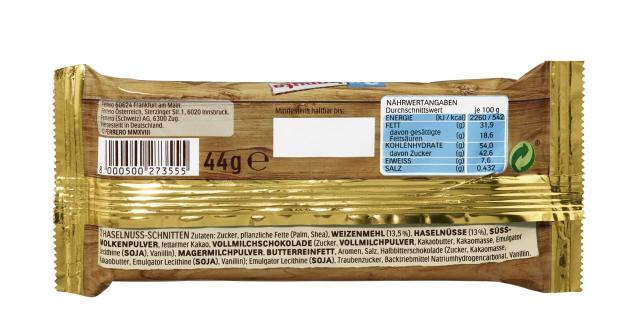 Ferrero 60624 Frankfurt am Main.
Ferrero Österreich, Sterzinger Str. 1, 6020 Innsbruck.
Ferrero (Schweiz) AG, 6300 Zug.
Hergestellt in Deutschland.
© FERRERO MMXVIII
8 000500 273555
44g e
Mindestens haltbar bis:
NÄHRWERTANGABEN
Durchschnittswert je 100 g
ENERGIE (kJ / kcal) 2260 / 542
FETT (g) 31,9
davon gesättigte
Fettsäuren (g) 18,6
KOHLENHYDRATE (g) 54,0
davon Zucker (g) 42,6
EIWEISS (g) 7,6
SALZ (g) 0,432
HASELNUSS-SCHNITTEN Zutaten: Zucker, pflanzliche Fette (Palm, Shea), WEIZENMEHL (13,5%), HASELNÜSSE (13%), SÜSS-
MOLKENPULVER, fettarmer Kakao, VOLLMILCHSCHOKOLADE (Zucker, VOLLMILCHPULVER, Kakaobutter, Kakaomasse, Emulgator
Lecithine (SOJA), Vanillin), MAGERMILCHPULVER, BUTTERREINFETT, Aromen, Salz, Halbbitterschokolade (Zucker, Kakaomasse,
Kakaobutter, Emulgator Lecithine (SOJA), Vanillin); Emulgator Lecithine (SOJA), Traubenzucker, Backtriebmittel Natriumhydrogencarbonat, Vanillin.